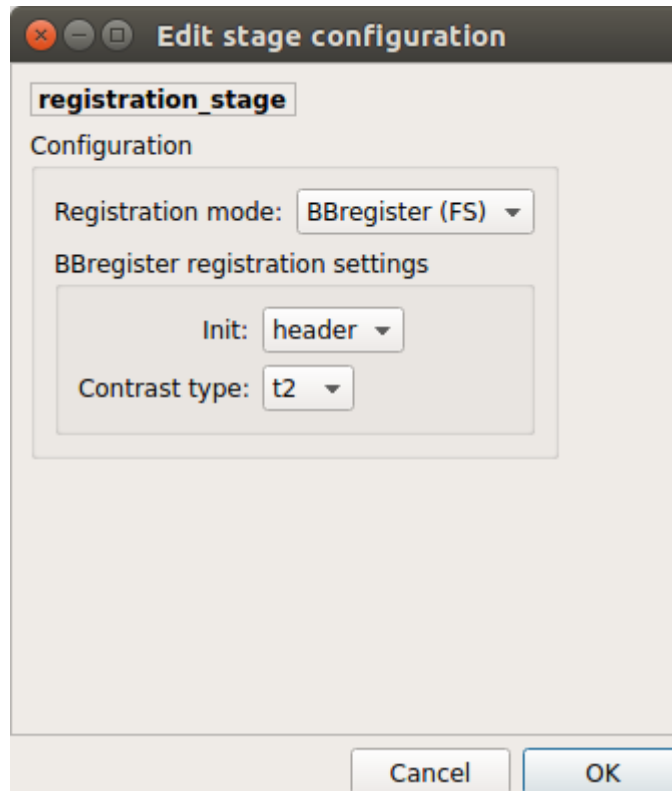 Edit stage configuration
registration_stage
Configuration
Registration mode: BBregister (FS)
BBregister registration settings
Init: header
Contrast type: t2
Cancel OK